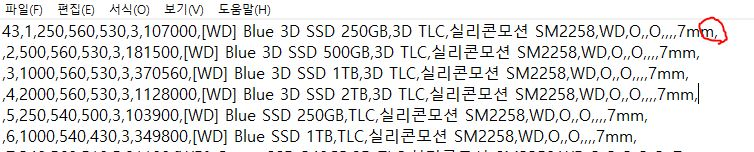 파일(F) 편집(E) 서식(O) 보기(V) 도움말(H)
43,1,250,560,530,3,107000,[WD] Blue 3D SSD 250GB,3D TLC,실리콘모션 SM2258,WD,O,,O,,,,7mm,
,2,500,560,530,3,181500,[WD] Blue 3D SSD 500GB,3D TLC,실리콘모션 SM2258,WD,O,,O,,,,7mm,
,3,1000,560,530,3,370560,[WD] Blue 3D SSD 1TB,3D TLC,실리콘모션 SM2258,WD,O,,O,,,,7mm,
,4,2000,560,530,3,1128000,[WD] Blue 3D SSD 2TB,3D TLC,실리콘모션 SM2258,WD,O,,O,,,,7mm,
,5,250,540,500,3,103900,[WD] Blue SSD 250GB,TLC,실리콘모션 SM2258,WD,O,,O,,,,7mm,
,6,1000,540,430,3,349800,[WD] Blue SSD 1TB,TLC,실리콘모션 SM2258,WD,O,,O,,,,7mm,